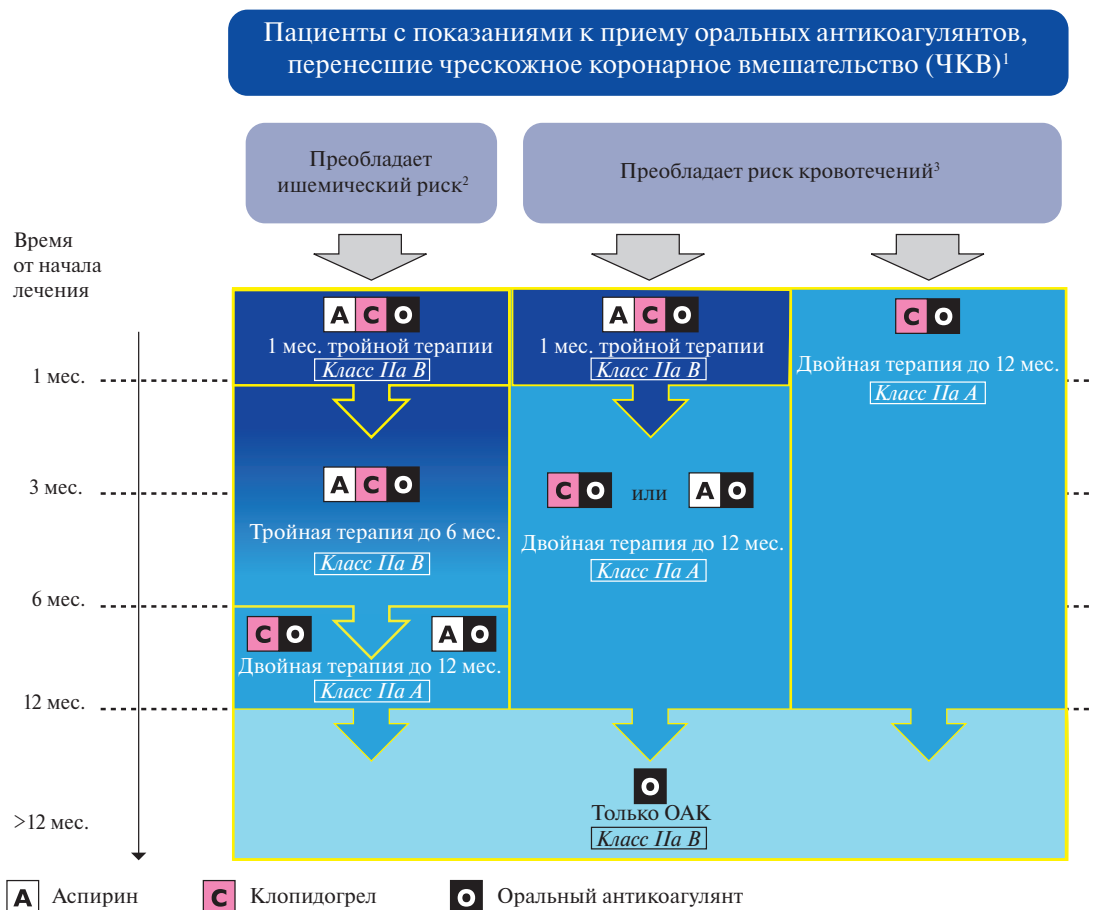 Пациенты с показаниями к приему оральных антикоагулянтов,
перенесшие чрескожное коронарное вмешательство (ЧКВ)¹
Преобладает
ишемический риск²
Преобладает риск кровотечений³
Время
от начала
лечения
A C O
1 мес. тройной терапии
Класс IIa B
A C O
1 мес. тройной терапии
Класс IIa B
C O
Двойная терапия до 12 мес.
Класс IIa A
1 мес.
A C O
Тройная терапия до 6 мес.
Класс IIa B
C O или A O
Двойная терапия до 12 мес.
Класс IIa A
3 мес.
6 мес.
C O A O
Двойная терапия до 12 мес.
Класс IIa A
12 мес.
O
Только ОАК
Класс IIa B
>12 мес.
A Аспирин C Клопидогрел O Оральный антикоагулянт